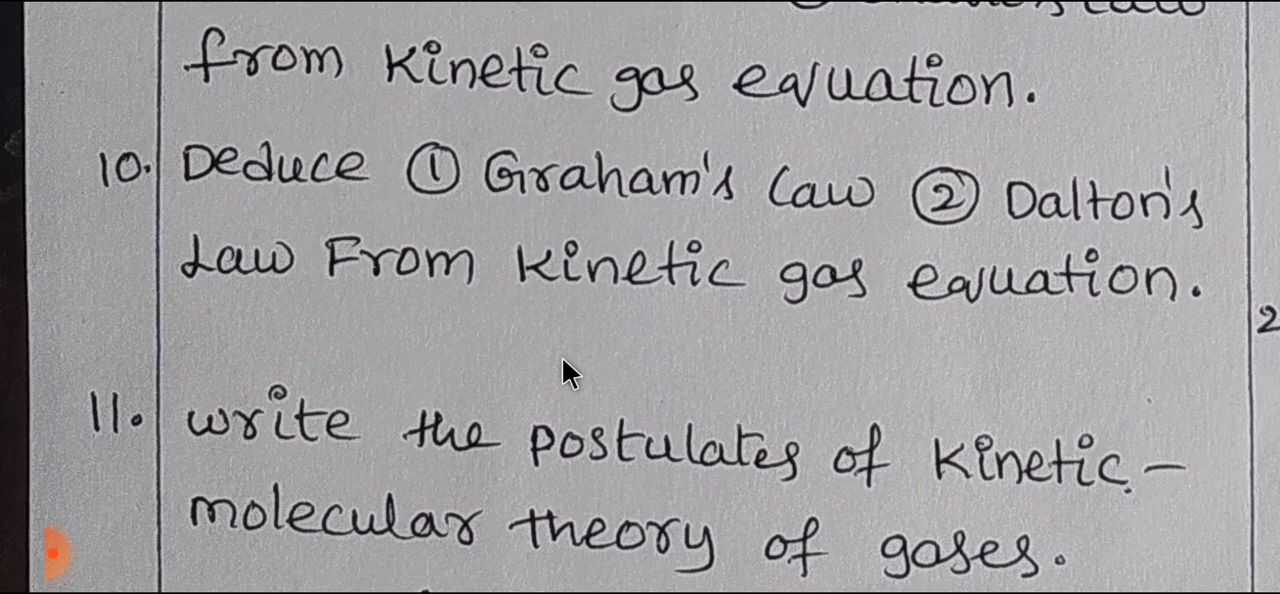 from Kinetic gas equation.
10. Deduce ① Graham's Law ② Dalton's
Law From Kinetic gas equation.
2
11. write the postulates of Kinetic –
molecular theory of gases.